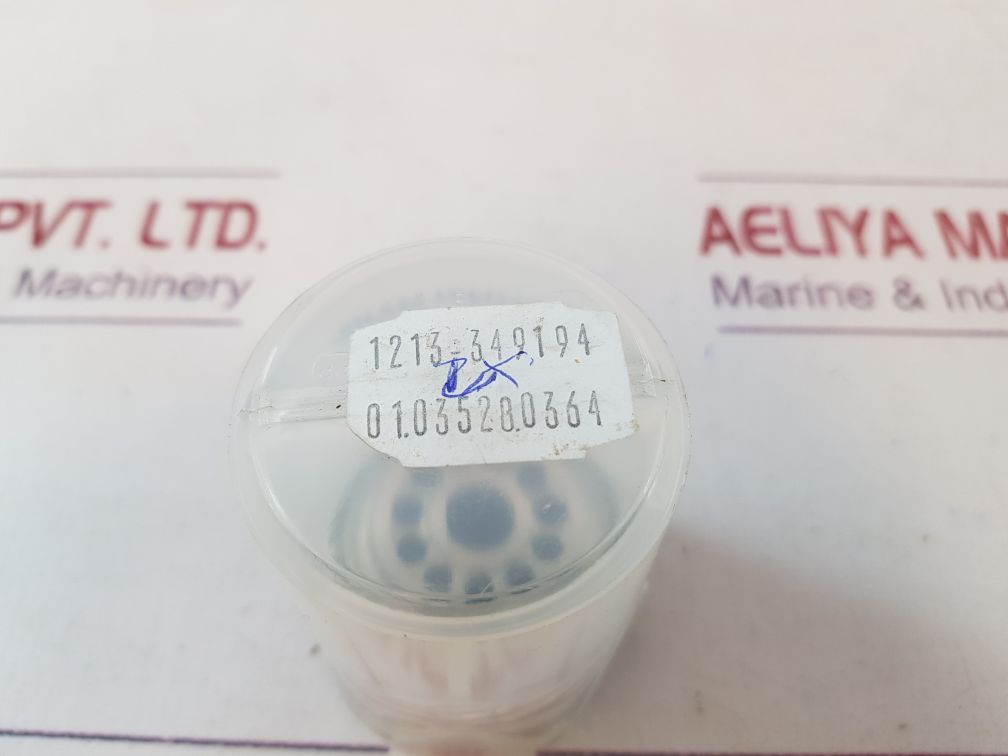 PVT. LTD.
Machinery
AELIYA MA
Marine & Ind
1213-349194
01.03528.0364